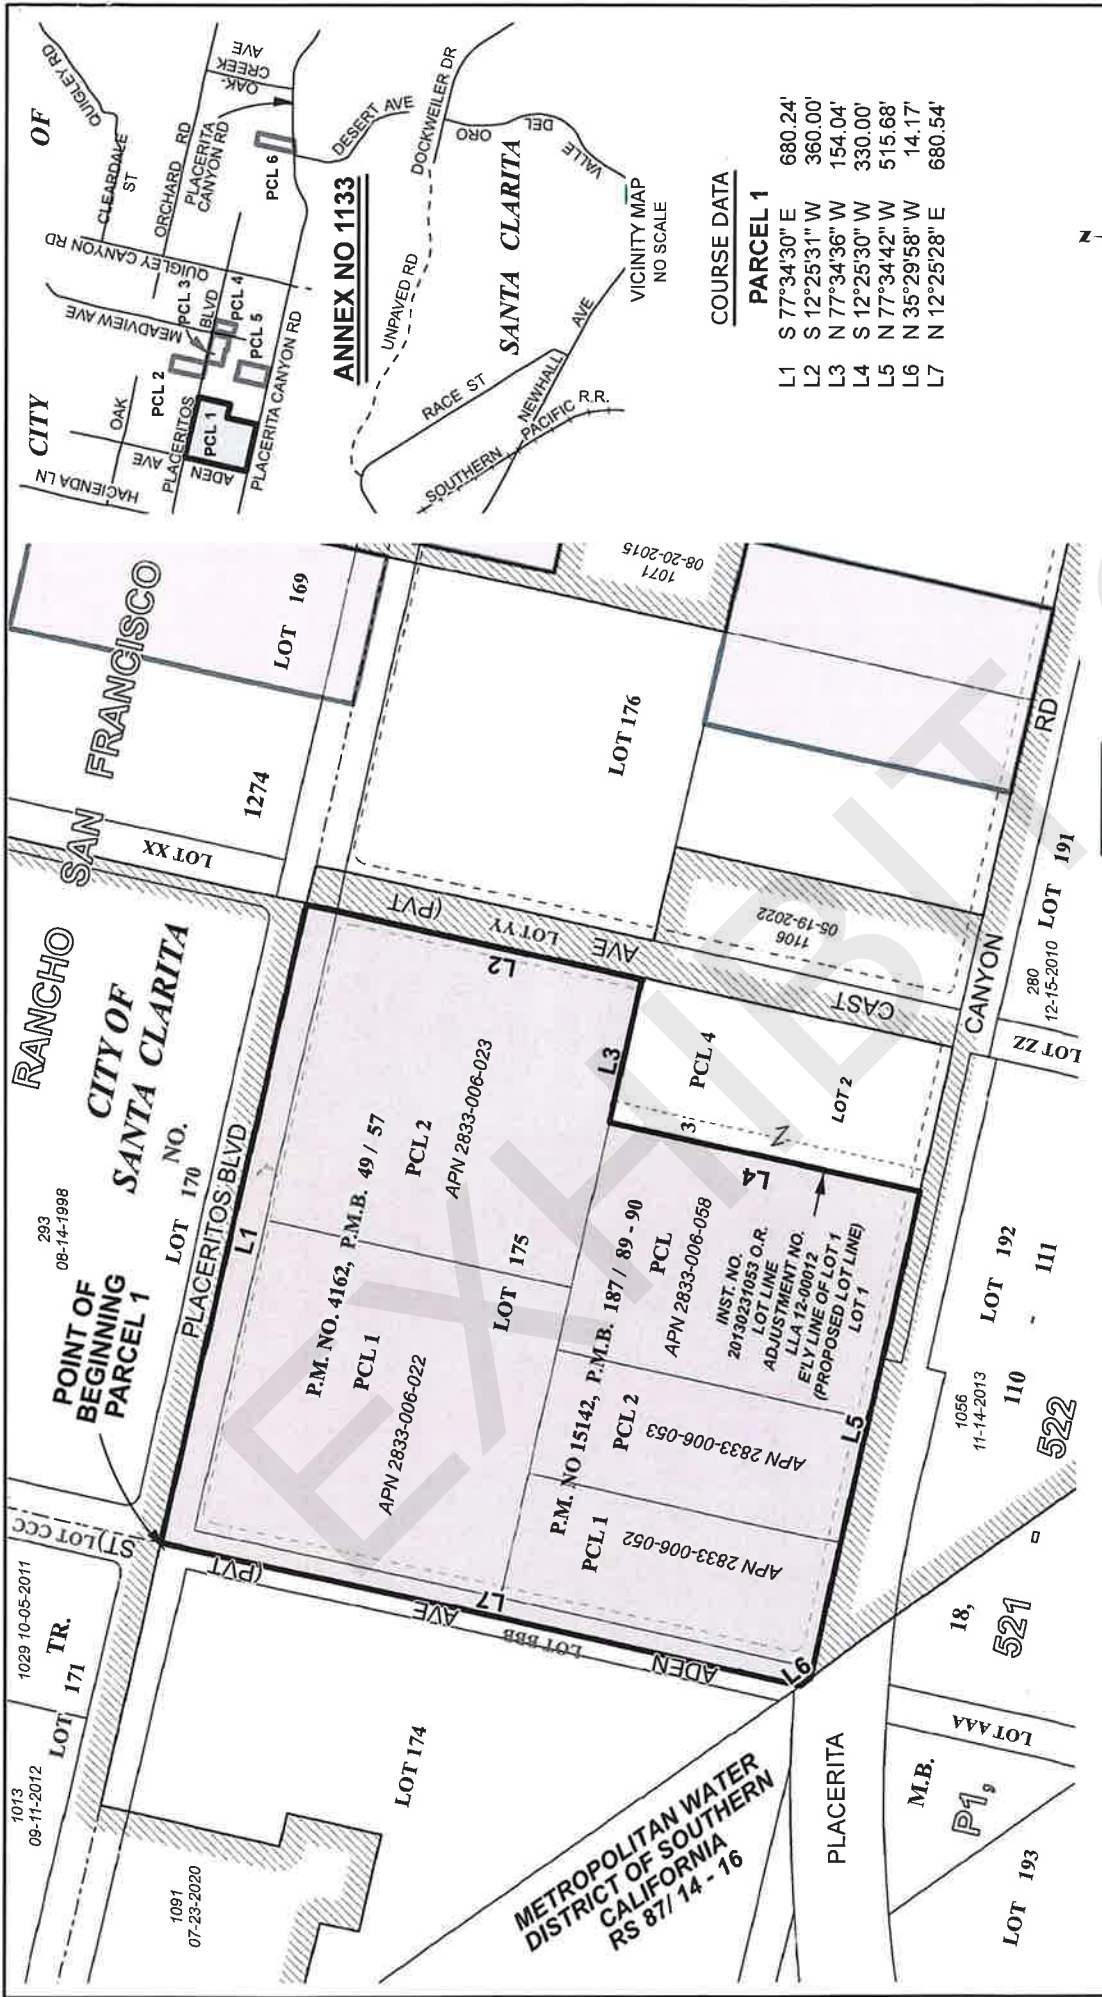 RANCHO
SAN FRANCISCO
CITY OF
SANTA CLARITA
293
08-14-1998
LOT 170
NO.
POINT OF
BEGINNING
PARCEL 1
PLACERITOS BLVD
1013
09-11-2012
1029 10-05-2011
LOT 171
TR.
ST) LOT CCC
LOT XX
1274
LOT 169
1091
07-23-2020
LOT 174
L1
L2
L3
L4
L5
L6
L7
P.M. NO. 4162, P.M.B. 49 / 57
PCL 1
APN 2833-006-022
PCL 2
APN 2833-006-023
LOT 175
P.M. NO 15142, P.M.B. 187 / 89 - 90
PCL 1
APN 2833-006-052
PCL 2
APN 2833-006-053
PCL
APN 2833-006-058
INST. NO.
20130231053 O.R.
LOT LINE
ADJUSTMENT NO.
LLA 12-00012
E'LY LINE OF LOT 1
(PROPOSED LOT LINE)
LOT 1
3
PCL 4
LOT 2
ADEN AVE (PVT
LOT BBB
CAST AVE (PVT
LOT YY
LOT 176
1071
08-20-2015
1106
05-19-2022
PLACERITA CANYON RD
280
12-15-2010
LOT 191
LOT ZZ
LOT 192
1056
11-14-2013
110 - 111
522
18,
521
LOT AAA
M.B.
P1,
9
LOT 193
METROPOLITAN WATER
DISTRICT OF SOUTHERN
CALIFORNIA
RS 87/ 14 - 16
EXHIBIT
CITY OF
SANTA CLARITA
HACIENDA LN
OAK
AVE
ADEN
PLACERITOS BLVD
PCL 1
PCL 2
PCL 3
PCL 4
PCL 5
PCL 6
MEADVIEW AVE
QUIGLEY CANYON RD
CLEARDALE
ST
QUIGLEY RD
ORCHARD RD
PLACERITA
CANYON RD
OAK-
CREEK
AVE
PLACERITA CANYON RD
ANNEX NO 1133
DESERT AVE
DOCKWEILER DR
UNPAVED RD
VALLE DEL ORO
RACE ST
NEWHALL AVE
SOUTHERN PACIFIC R.R.
VICINITY MAP
NO SCALE
COURSE DATA
PARCEL 1
L1 S 77°34'30" E 680.24'
L2 S 12°25'31" W 360.00'
L3 N 77°34'36" W 154.04'
L4 S 12°25'30" W 330.00'
L5 N 77°34'42" W 515.68'
L6 N 35°29'58" W 14.17'
L7 N 12°25'28" E 680.54'
N